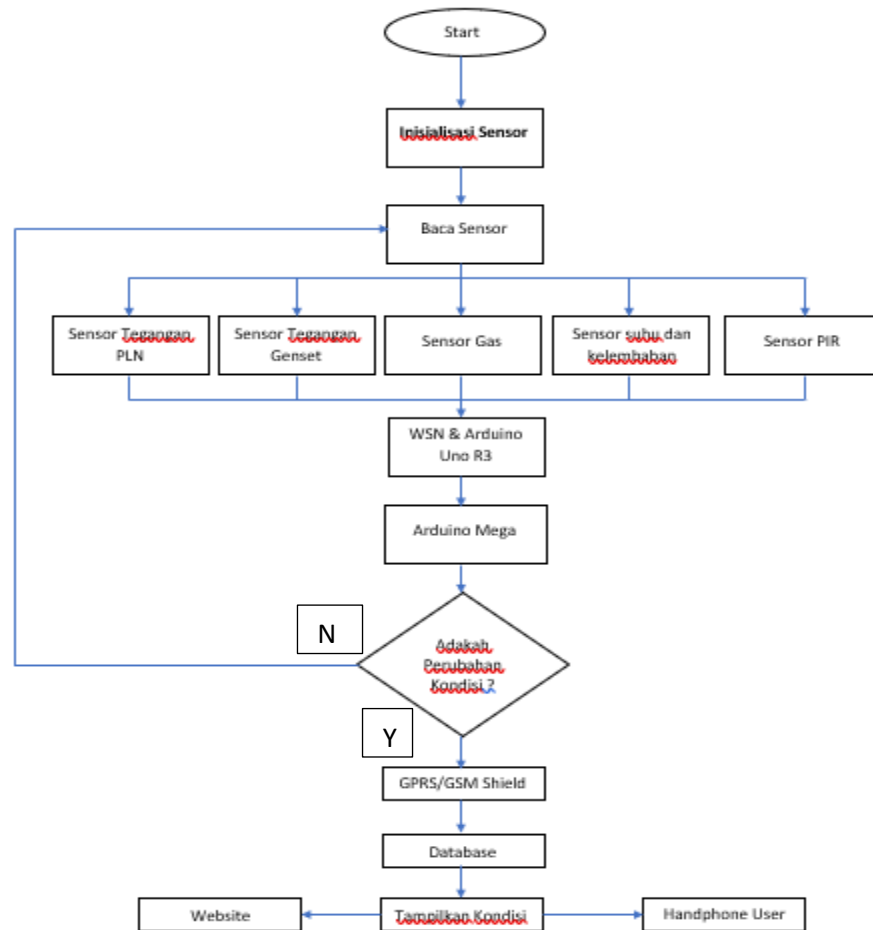 Start
Inisialisasi Sensor
Baca Sensor
Sensor Tegangan
PLN
Sensor Tegangan
Genset
Sensor Gas
Sensor suhu dan
kelembaban
Sensor PIR
WSN & Arduino
Uno R3
Arduino Mega
N
Adakah
Perubahan
Kondisi ?
Y
GPRS/GSM Shield
Database
Website
Tampilkan Kondisi
Handphone User